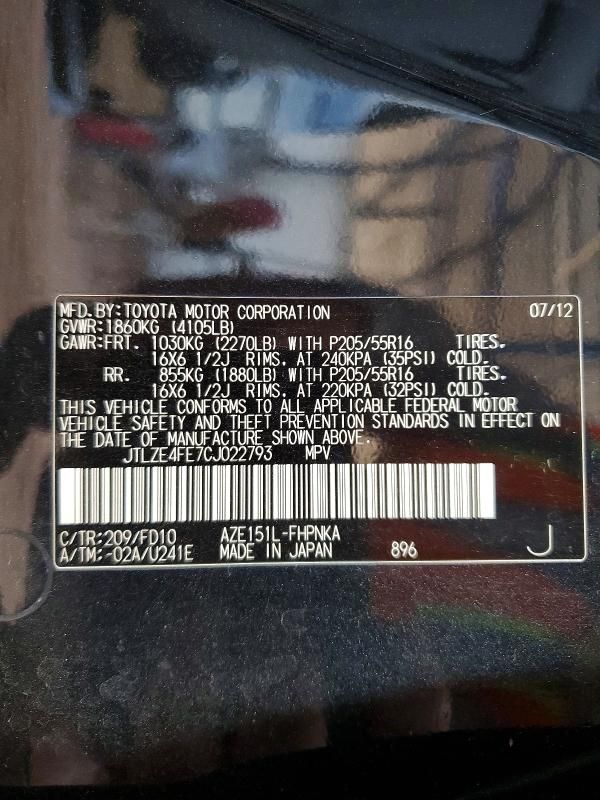 MFD. BY: TOYOTA MOTOR CORPORATION 07/12
GVWR: 1860KG (4105LB)
GAWR: FRT. 1030KG (2270LB) WITH P205/55R16 TIRES.
16X6 1/2J RIMS. AT 240KPA (35PSI) COLD.
RR. 855KG (1880LB) WITH P205/55R16 TIRES.
16X6 1/2J RIMS. AT 220KPA (32PSI) COLD.
THIS VEHICLE CONFORMS TO ALL APPLICABLE FEDERAL MOTOR
VEHICLE SAFETY AND THEFT PREVENTION STANDARDS IN EFFECT ON
THE DATE OF MANUFACTURE SHOWN ABOVE.
JTLZE4FE7CJ022793 MPV
C/TR: 209/FD10 AZE151L-FHPNKA
A/TM: -02A/U241E MADE IN JAPAN 896 J